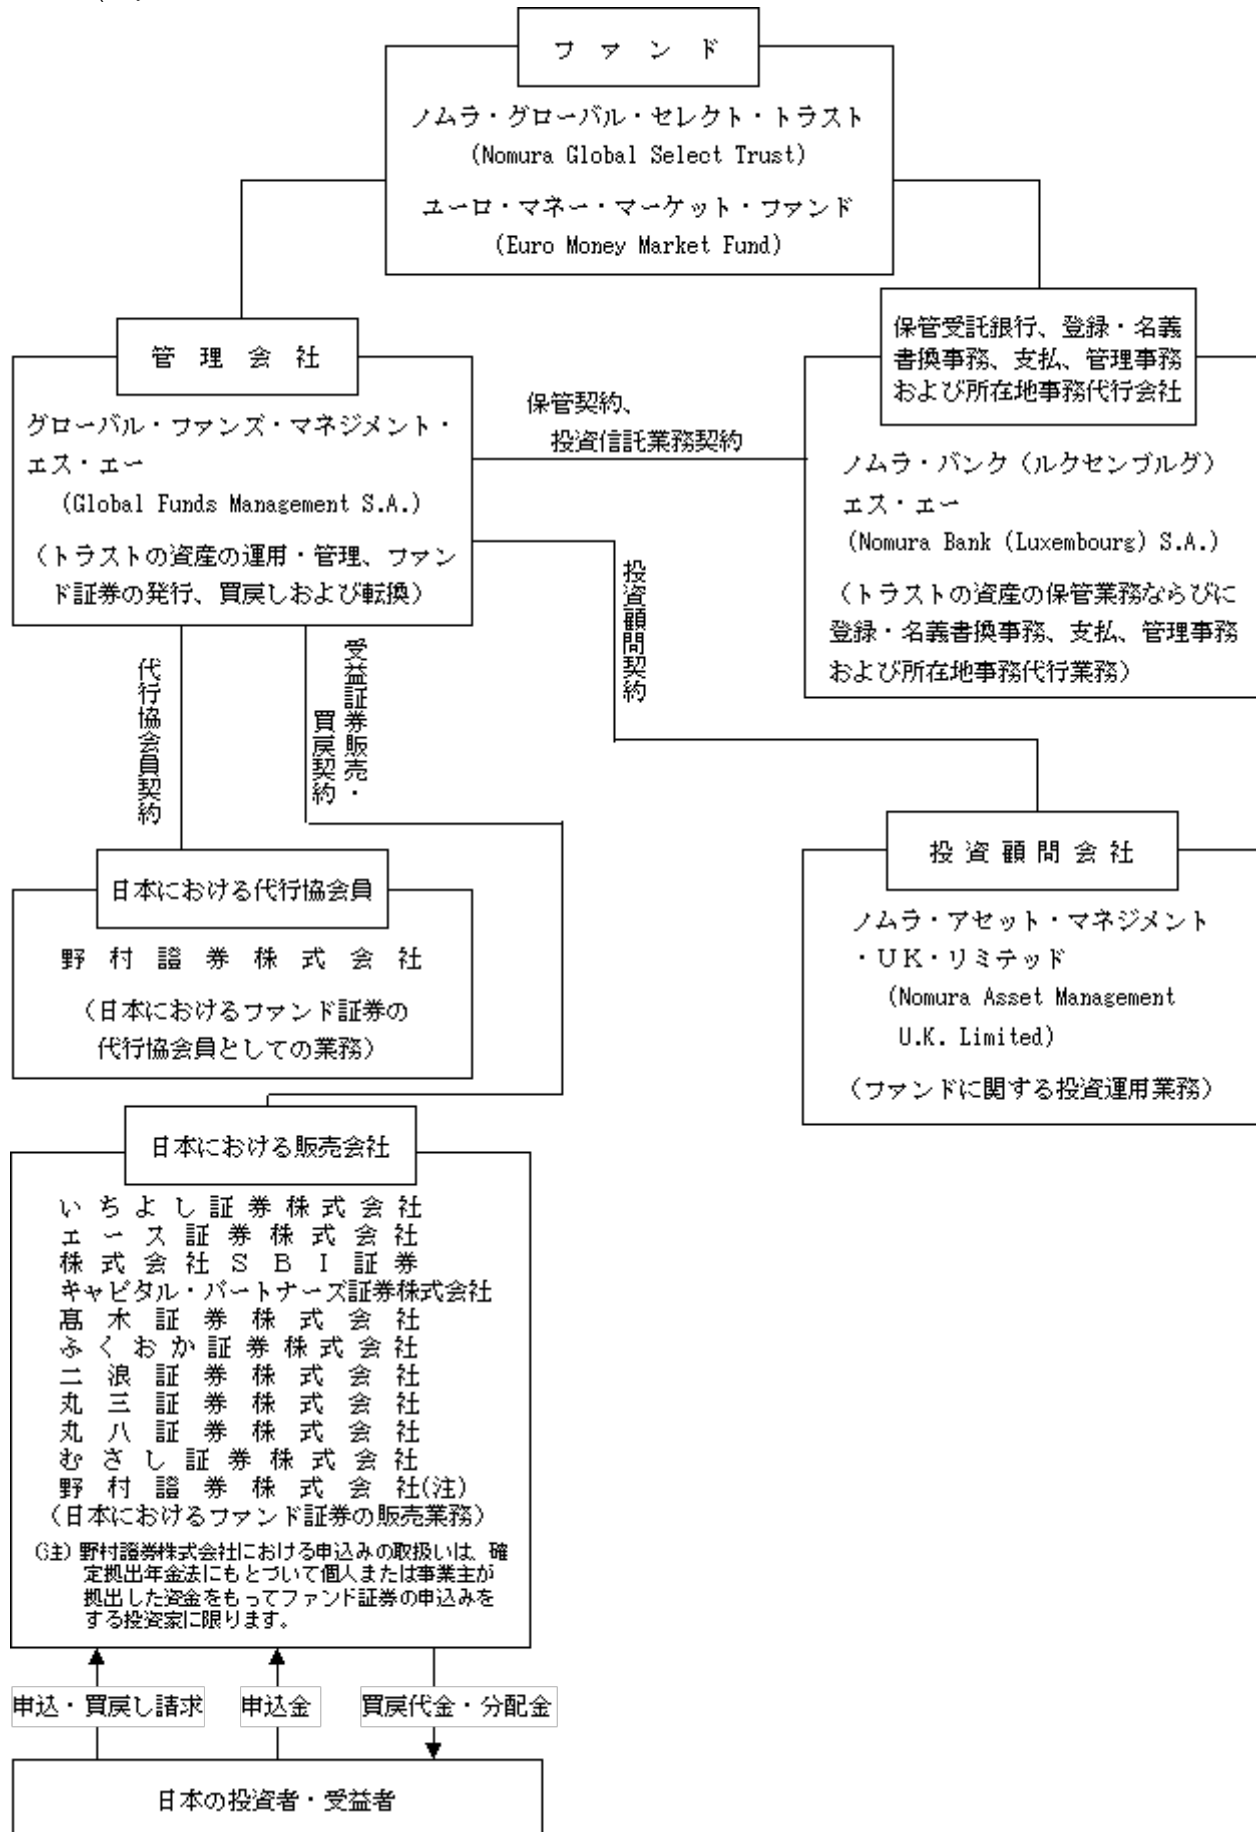 ファンド
ノムラ・グローバル・セレクト・トラスト
(Nomura Global Select Trust)
ユーロ・マネー・マーケット・ファンド
(Euro Money Market Fund)
管理会社
グローバル・ファンズ・マネジメント・
エス・エー
(Global Funds Management S.A.)
(トラストの資産の運用・管理、ファン
ド証券の発行、買戻しおよび転換)
保管契約、
投資信託業務契約
保管受託銀行、登録・名義
書換事務、支払、管理事務
および所在地事務代行会社
ノムラ・バンク(ルクセンブルグ)
エス・エー
(Nomura Bank (Luxembourg) S.A.)
(トラストの資産の保管業務ならびに
登録・名義書換事務、支払、管理事務
および所在地事務代行業務)
代行協会員契約
受益証券販売・
買戻契約
投資顧問契約
投資顧問会社
ノムラ・アセット・マネジメント
・UK・リミテッド
(Nomura Asset Management
U.K. Limited)
(ファンドに関する投資運用業務)
日本における代行協会員
野村證券株式会社
(日本におけるファンド証券の
代行協会員としての業務)
日本における販売会社
いちよし証券株式会社
エース証券株式会社
株式会社SBI証券
キャピタル・パートナーズ証券株式会社
髙木証券株式会社
ふくおか証券株式会社
二浪証券株式会社
丸三証券株式会社
丸八証券株式会社
むさし証券株式会社
野村證券株式会社(注)
(日本におけるファンド証券の販売業務)
(注)野村證券株式会社における申込みの取扱いは、確
定拠出年金法にもとづいて個人または事業主が
拠出した資金をもってファンド証券の申込みを
する投資家に限ります。
申込・買戻し請求
申込金
買戻代金・分配金
日本の投資者・受益者